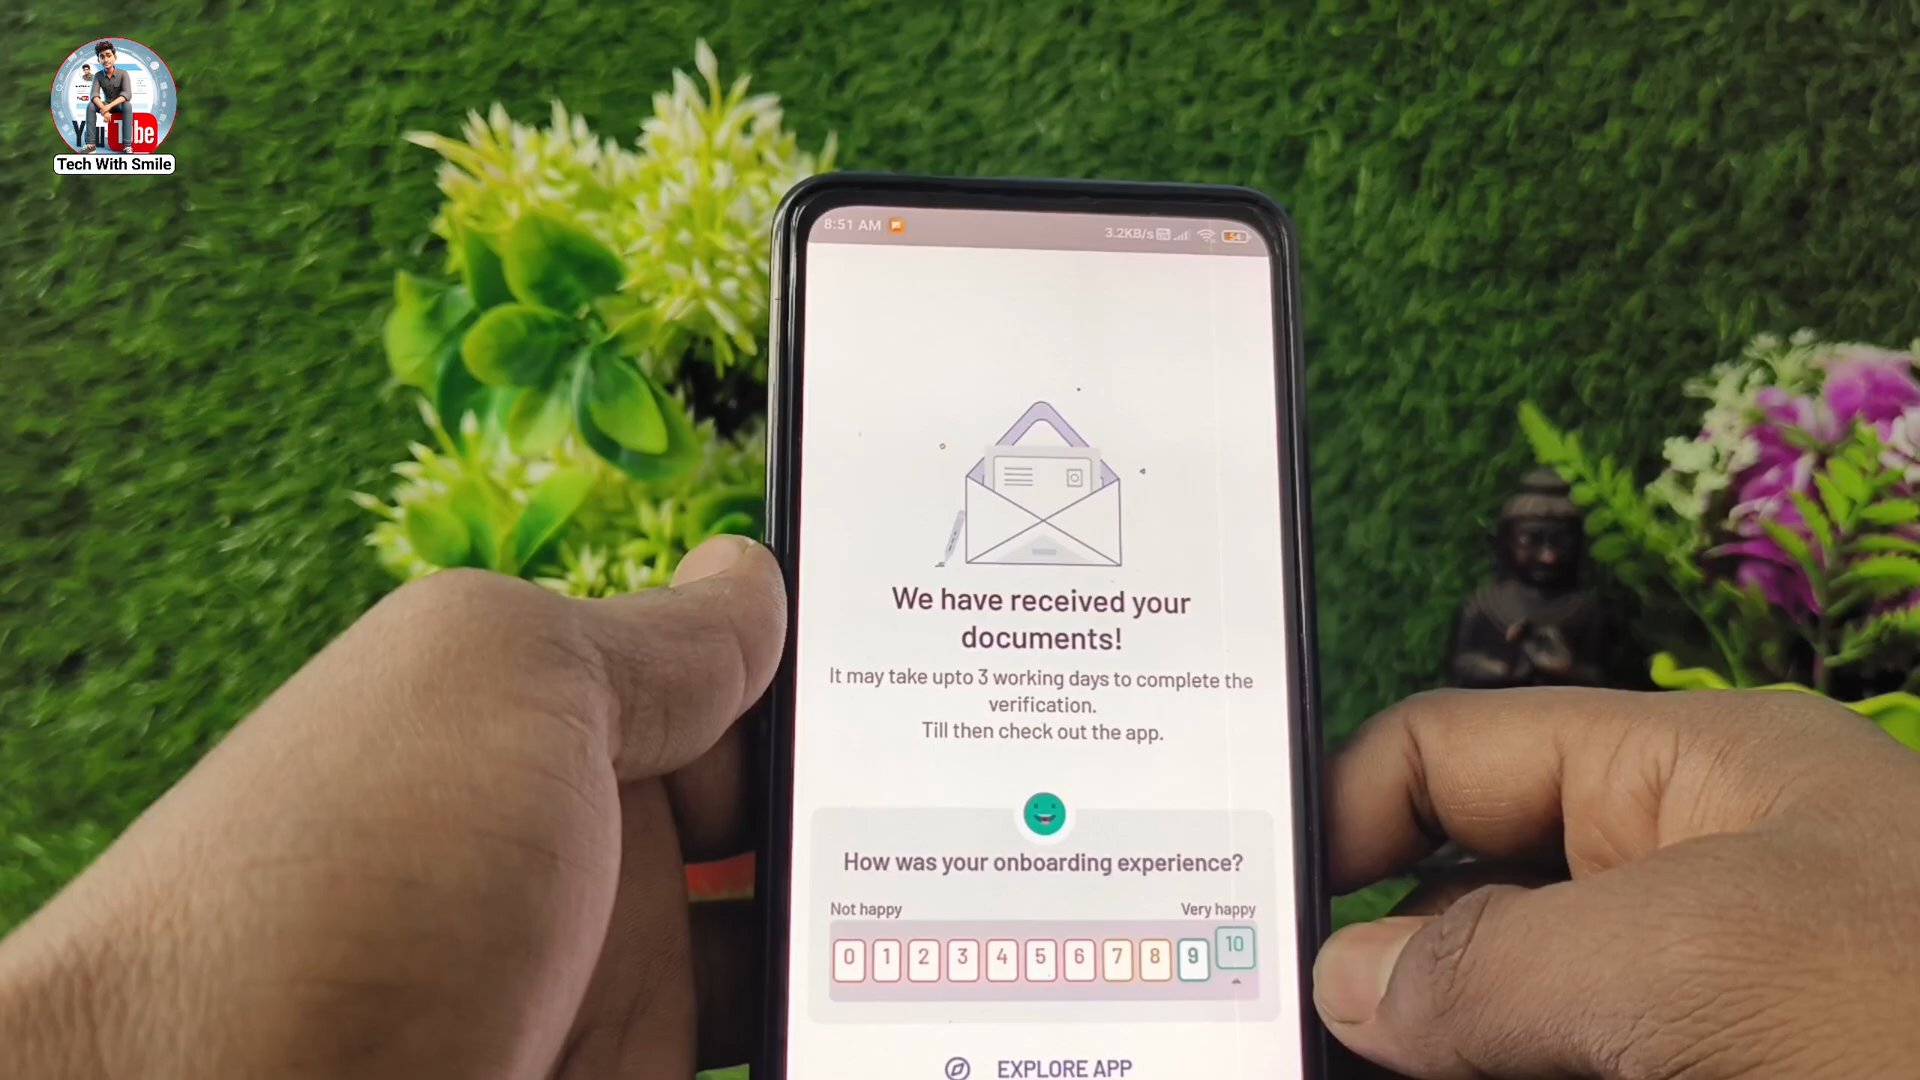 YouTube
Tech With Smile
8:51 AM
3.2KB/s
54
We have received your
documents!
It may take upto 3 working days to complete the
verification.
Till then check out the app.
How was your onboarding experience?
Not happy
Very happy
0 1 2 3 4 5 6 7 8 9 10
EXPLORE APP